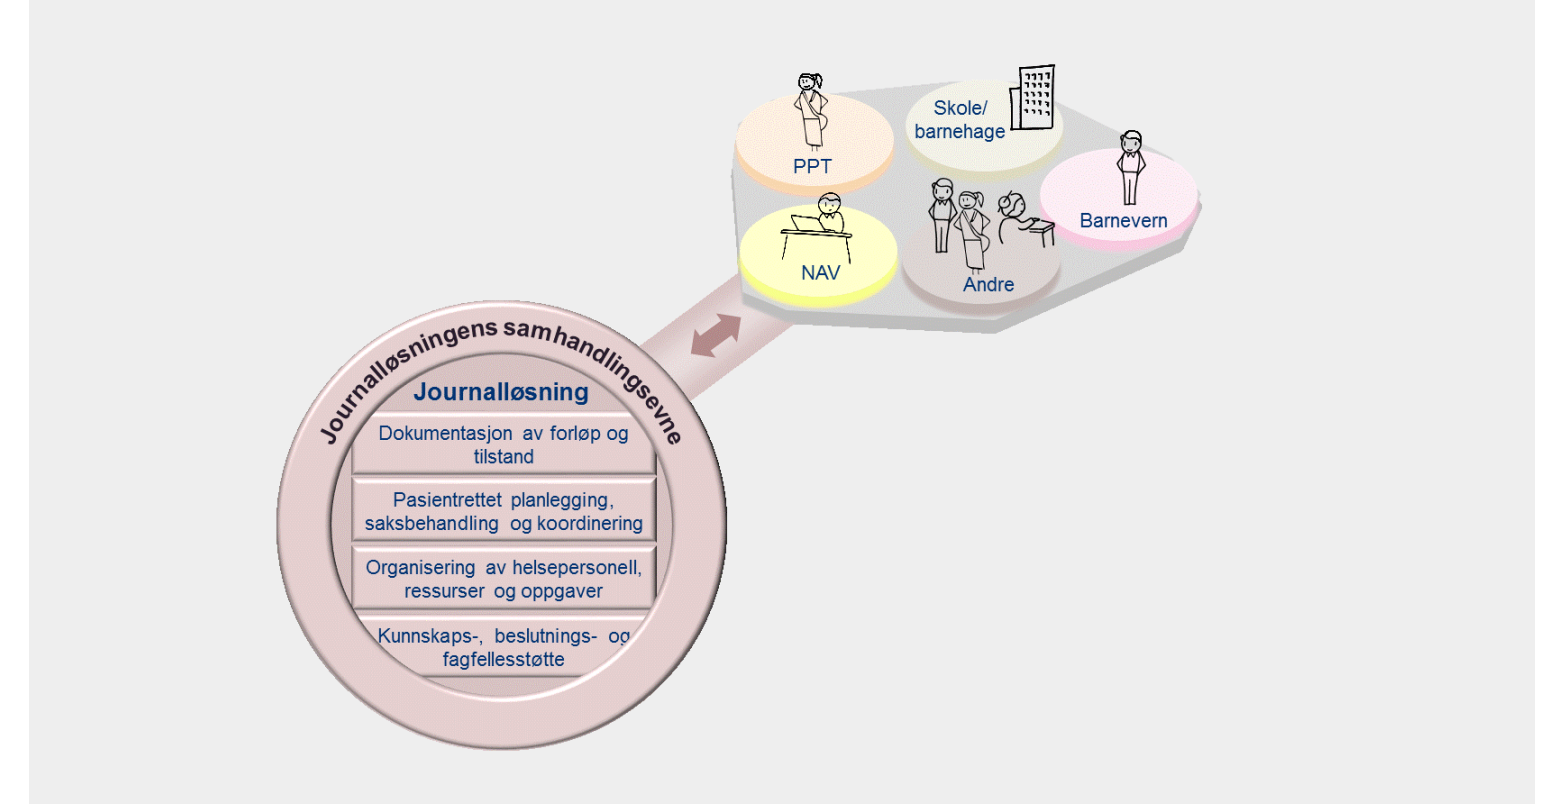 Skole/
barnehage
PPT
Barnevern
NAV
Andre
Journalløsningens samhandlingsevne
Journalløsning
Dokumentasjon av forløp og
tilstand
Pasientrettet planlegging,
saksbehandling og koordinering
Organisering av helsepersonell,
ressurser og oppgaver
Kunnskaps-, beslutnings- og
fagfellesstøtte